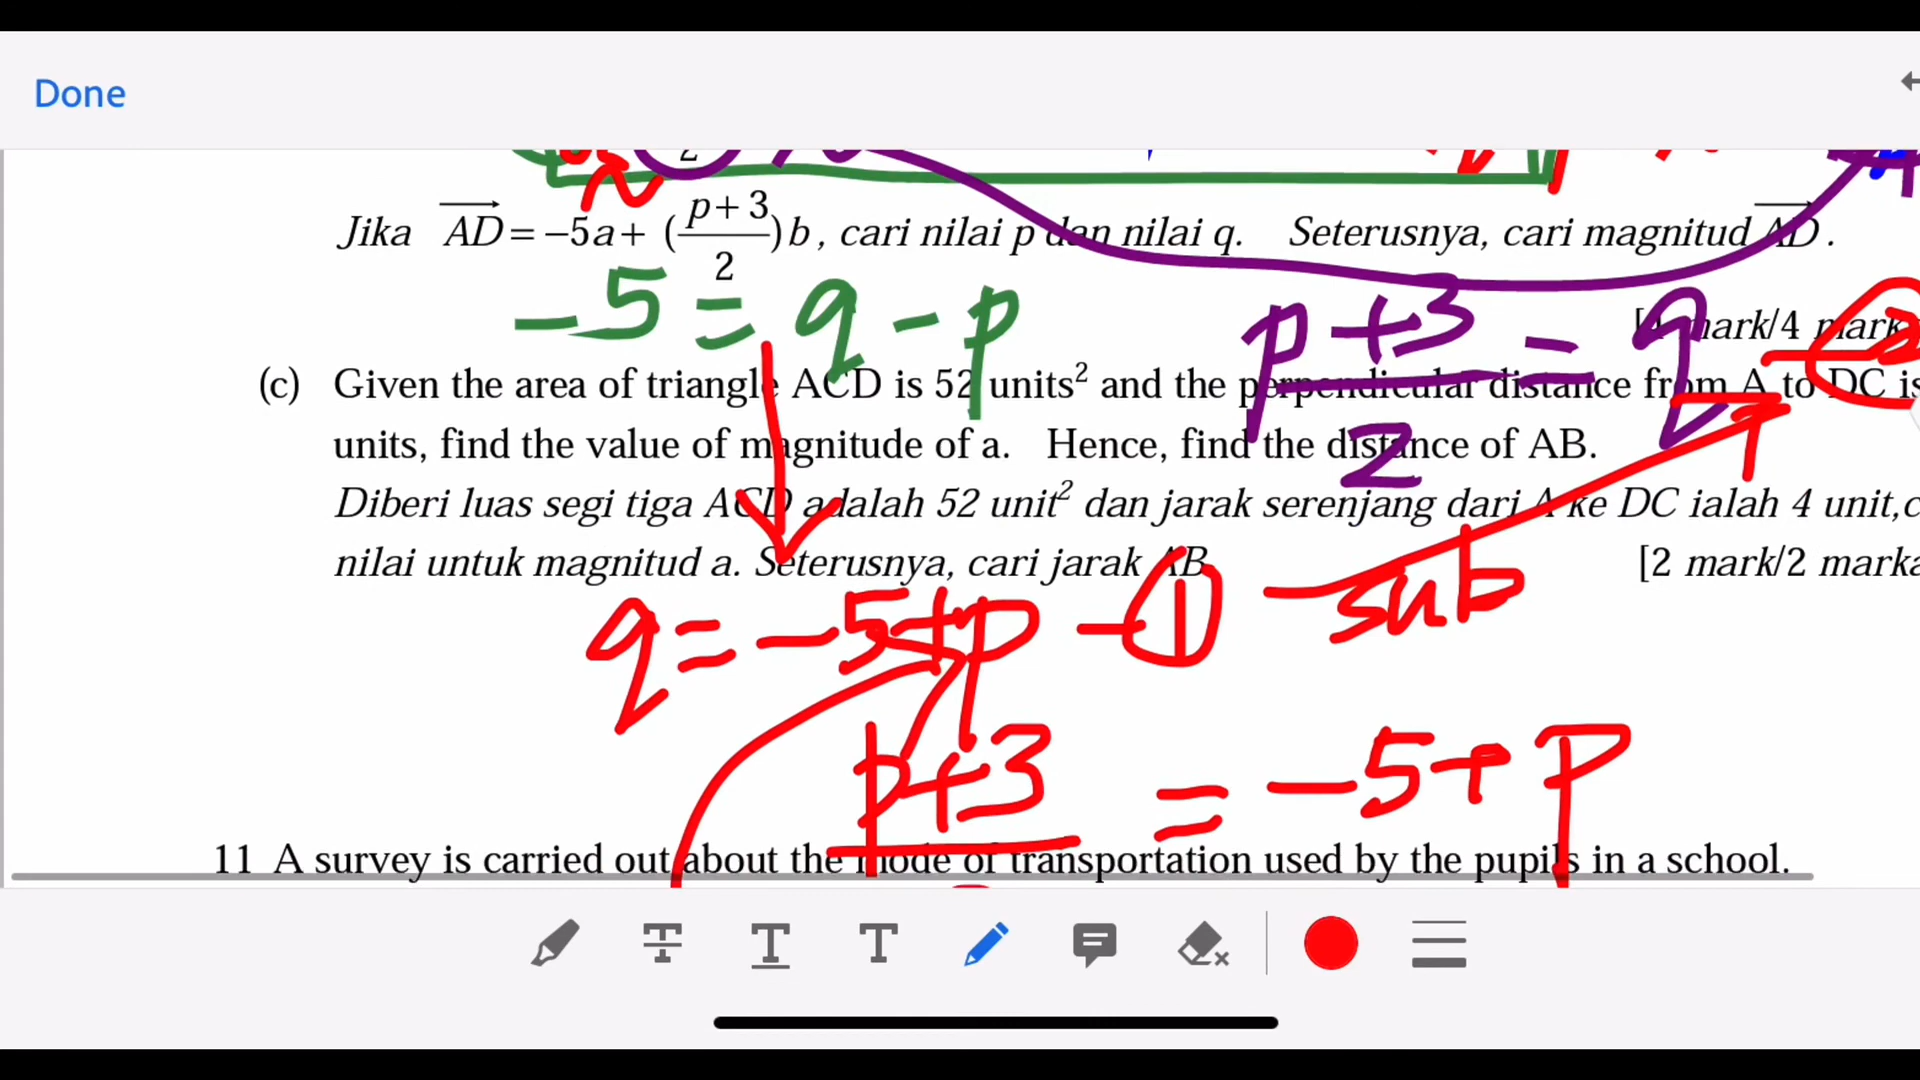 Done
Jika AD = −5a + (p+3/2)b, cari nilai p dan nilai q. Seterusnya, cari magnitud AD.
−5 = q − p
p+3/2 = q
mark/4 mark
(c) Given the area of triangle ACD is 52 units² and the perpendicular distance from A to DC is
units, find the value of magnitude of a. Hence, find the distance of AB.
Diberi luas segi tiga ACD adalah 52 unit² dan jarak serenjang dari A ke DC ialah 4 unit,c
nilai untuk magnitud a. Seterusnya, cari jarak AB. [2 mark/2 marka
q = −5+p − ① sub
p+3 = −5+p
11 A survey is carried out about the mode of transportation used by the pupils in a school.